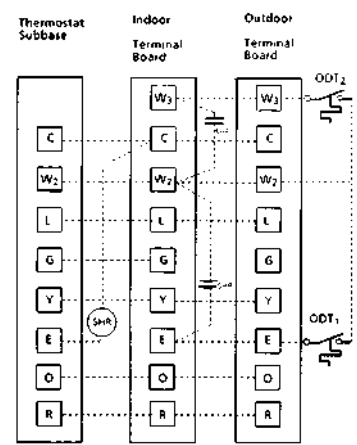 Thermostat Subbase
Indoor Terminal Board
Outdoor Terminal Board
ODT2
W3 W3
C C C
W2 W2 W2
L L L
G G G
Y Y Y
SHR
ODT1
E E E
O O O
R R R